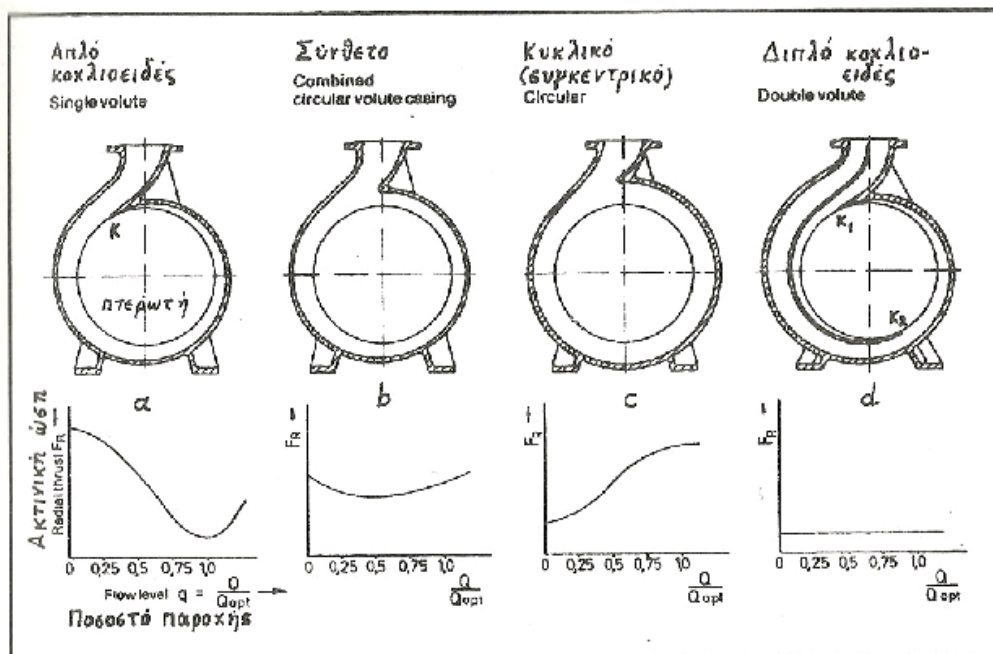 Απλό
κοχλιοειδές
Single volute
Σύνθετο
Combined
circular volute casing
Κυκλικό
(συγκεντρικό)
Circular
Διπλό κοχλιο-
ειδές
Double volute
K
πτερωτή
K1
K2
a
b
c
d
Ακτινική ώση
Radial thrust FR
0 0,25 0,5 0,75 1,0
Flow level q = Q/Qopt
Ποσοστό παροχής
FR
0 0,25 0,5 0,75 1,0
Q/Qopt
FR
0 0,25 0,5 0,75 1,0
Q/Qopt
FR
0 0,25 0,5 0,75 1,0
Q/Qopt